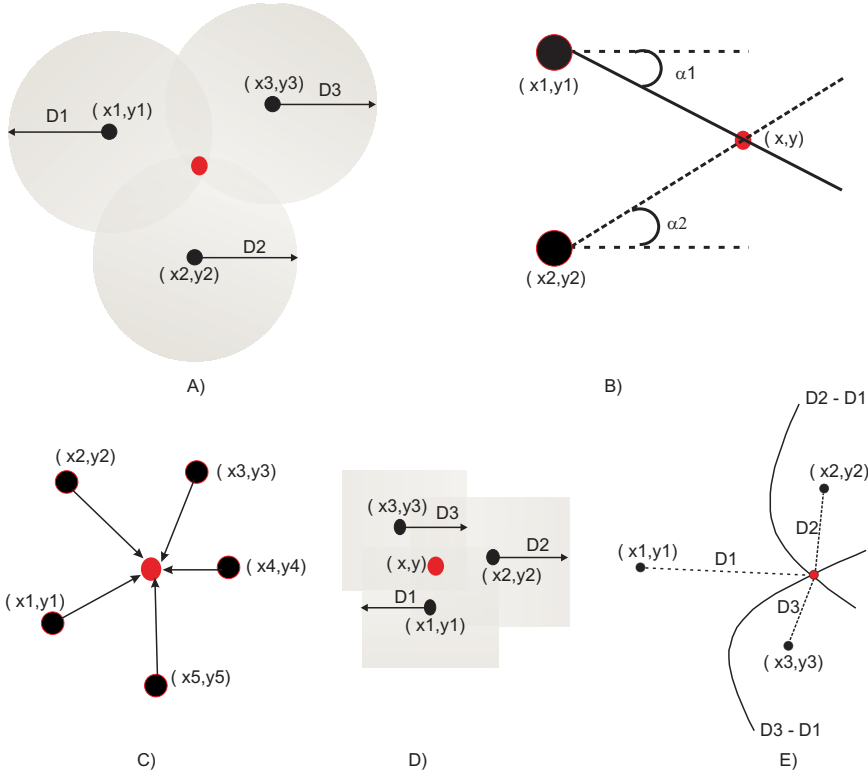 D1
( x1,y1)
( x3,y3)
D3
D2
( x2,y2)
A)
( x1,y1)
α1
( x,y)
α2
( x2,y2)
B)
( x2,y2)
( x3,y3)
( x4,y4)
( x1,y1)
( x5,y5)
C)
( x3,y3)
D3
D2
( x,y)
( x2,y2)
D1
( x1,y1)
D)
D2 - D1
( x2,y2)
D2
( x1,y1)
D1
D3
( x3,y3)
D3 - D1
E)